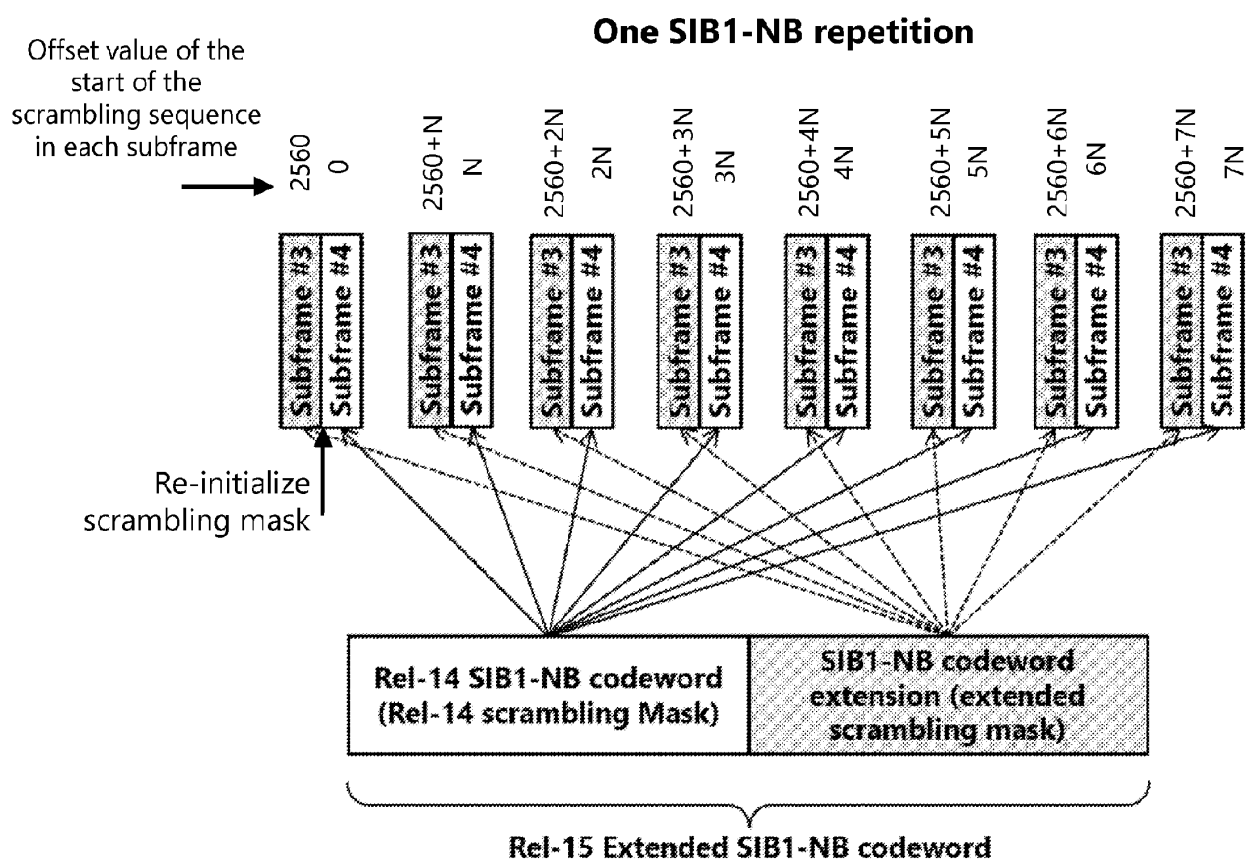 One SIB1-NB repetition
Offset value of the
start of the
scrambling sequence
in each subframe
2560
0
2560+N
N
2560+2N
2N
2560+3N
3N
2560+4N
4N
2560+5N
5N
2560+6N
6N
2560+7N
7N
Subframe #3
Subframe #4
Subframe #3
Subframe #4
Subframe #3
Subframe #4
Subframe #3
Subframe #4
Subframe #3
Subframe #4
Subframe #3
Subframe #4
Subframe #3
Subframe #4
Subframe #3
Subframe #4
Re-initialize
scrambling mask
Rel-14 SIB1-NB codeword
(Rel-14 scrambling Mask)
SIB1-NB codeword
extension (extended
scrambling mask)
Rel-15 Extended SIB1-NB codeword